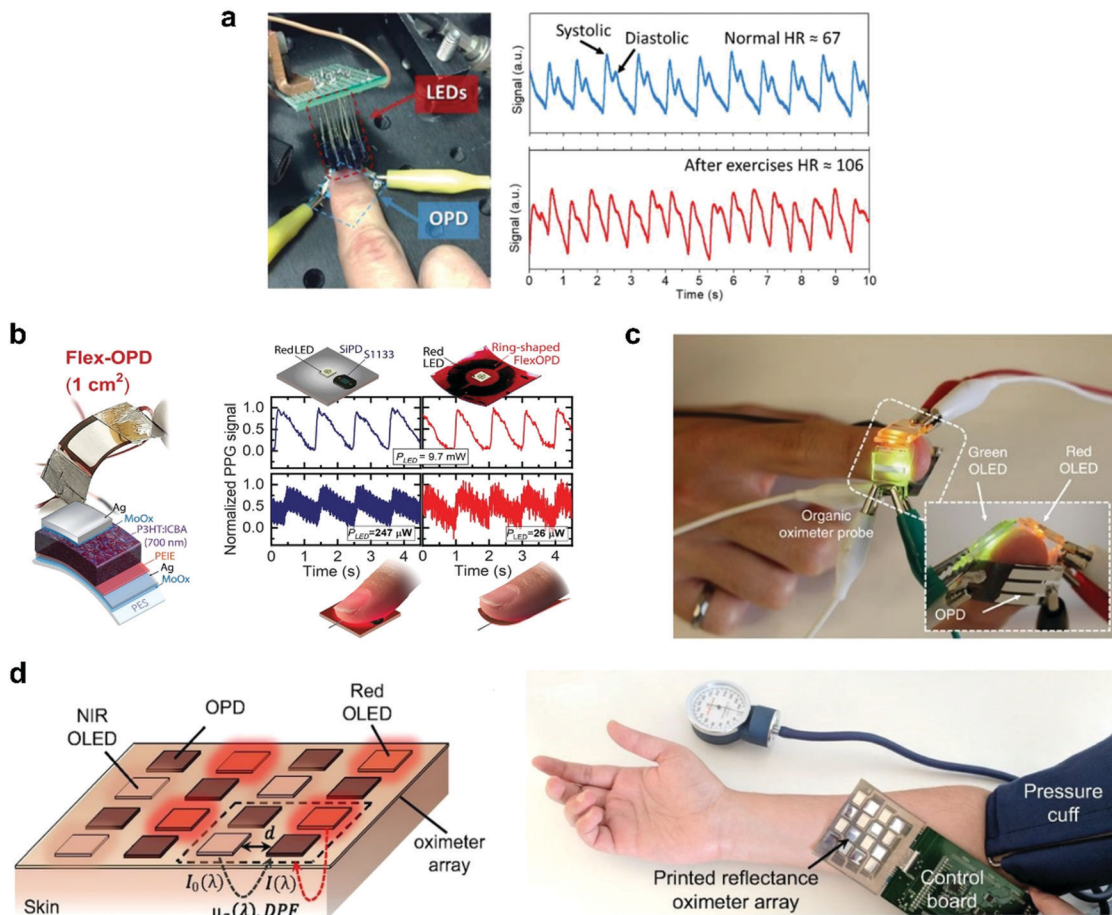 a
LEDs
OPD
Systolic
Diastolic
Normal HR ≈ 67
Signal (a.u.)
After exercises HR ≈ 106
Signal (a.u.)
0 1 2 3 4 5 6 7 8 9 10
Time (s)
b
Flex-OPD
(1 cm²)
Ag
MoOx
P3HT:ICBA
(700 nm)
PEIE
Ag
MoOx
PES
Red LED
SiPD
S1133
Red
LED
Ring-shaped
FlexOPD
Normalized PPG signal
1.0
0.5
0.0
P_LED = 9.7 mW
1.0
0.5
0.0
P_LED=247 µW
P_LED=26 µW
0 1 2 3 4
0 1 2 3 4
Time (s)
Time (s)
c
Green
OLED
Red
OLED
Organic
oximeter probe
OPD
d
NIR
OLED
OPD
Red
OLED
d
oximeter
array
I₀(λ)
I(λ)
Skin
Pressure
cuff
Printed reflectance
oximeter array
Control
board